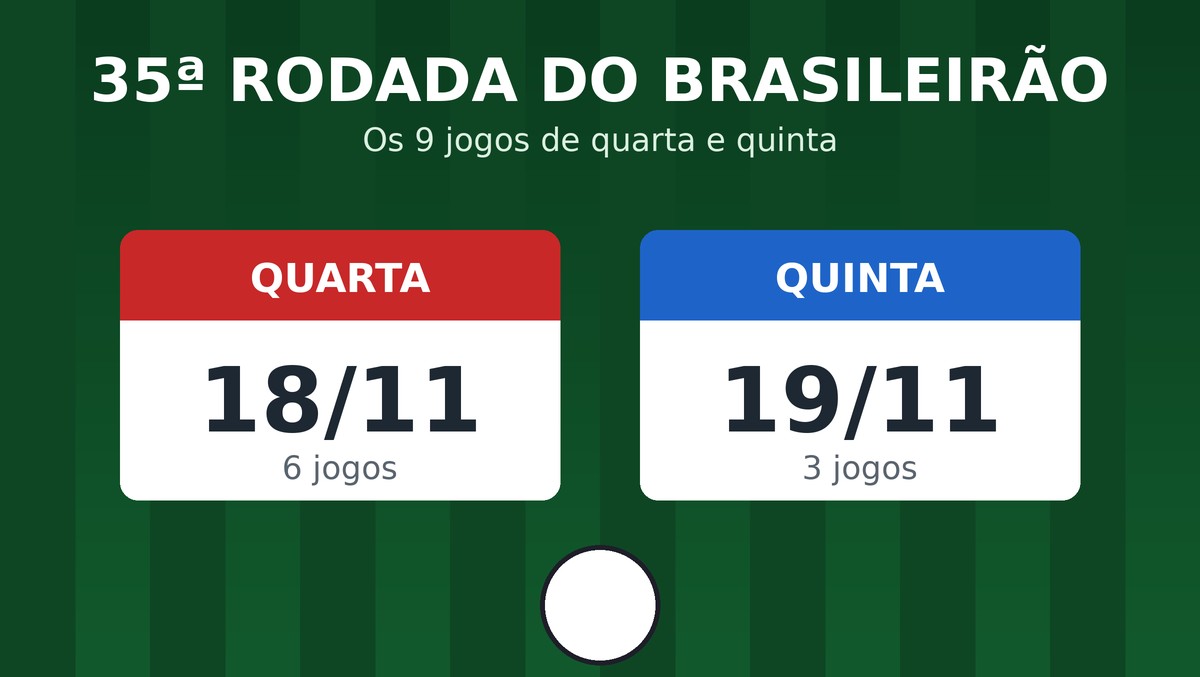 35ª RODADA DO BRASILEIRÃO
Os 9 jogos de quarta e quinta
QUARTA
18/11
6 jogos
QUINTA
19/11
3 jogos